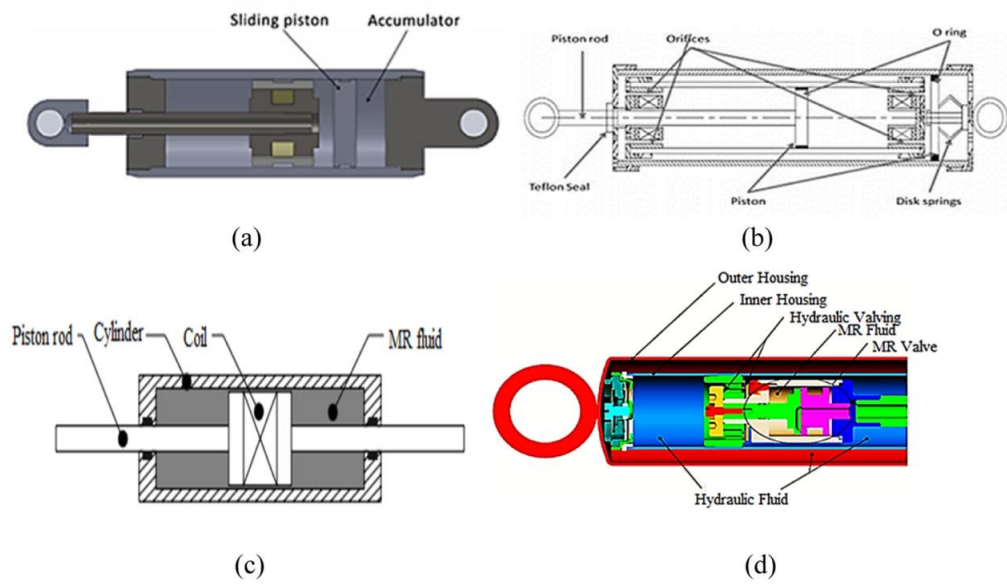 Sliding piston
Accumulator
(a)
Piston rod
Orifices
O ring
Teflon Seal
Piston
Disk springs
(b)
Piston rod
Cylinder
Coil
MR fluid
(c)
Outer Housing
Inner Housing
Hydraulic Valving
MR Fluid
MR Valve
Hydraulic Fluid
(d)